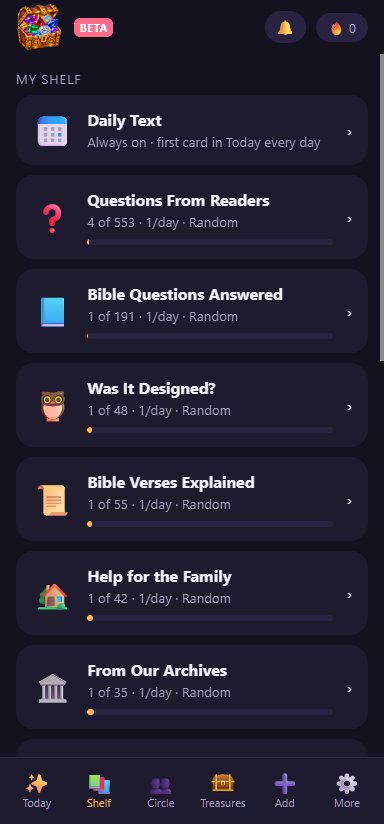 BETA
0
MY SHELF
Daily Text
Always on · first card in Today every day
Questions From Readers
4 of 553 · 1/day · Random
Bible Questions Answered
1 of 191 · 1/day · Random
Was It Designed?
1 of 48 · 1/day · Random
Bible Verses Explained
1 of 55 · 1/day · Random
Help for the Family
1 of 42 · 1/day · Random
From Our Archives
1 of 35 · 1/day · Random
Today Shelf Circle Treasures Add More